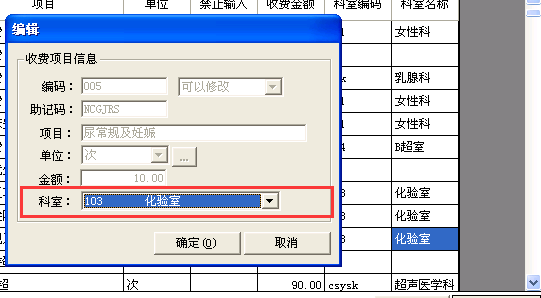 项目 单位 禁止输入 收费金额 科室编码 科室名称
女性科
编辑
收费项目信息
编码： 005 可以修改
乳腺科
助记码： NCGJRS
女性科
项目： 尿常规及妊娠
女性科
单位： 次 ...
B超室
金额： 10.00
科室： 103 化验室
化验室
化验室
确定(O) 取消
化验室
超 次 90.00 csysk 超声医学科